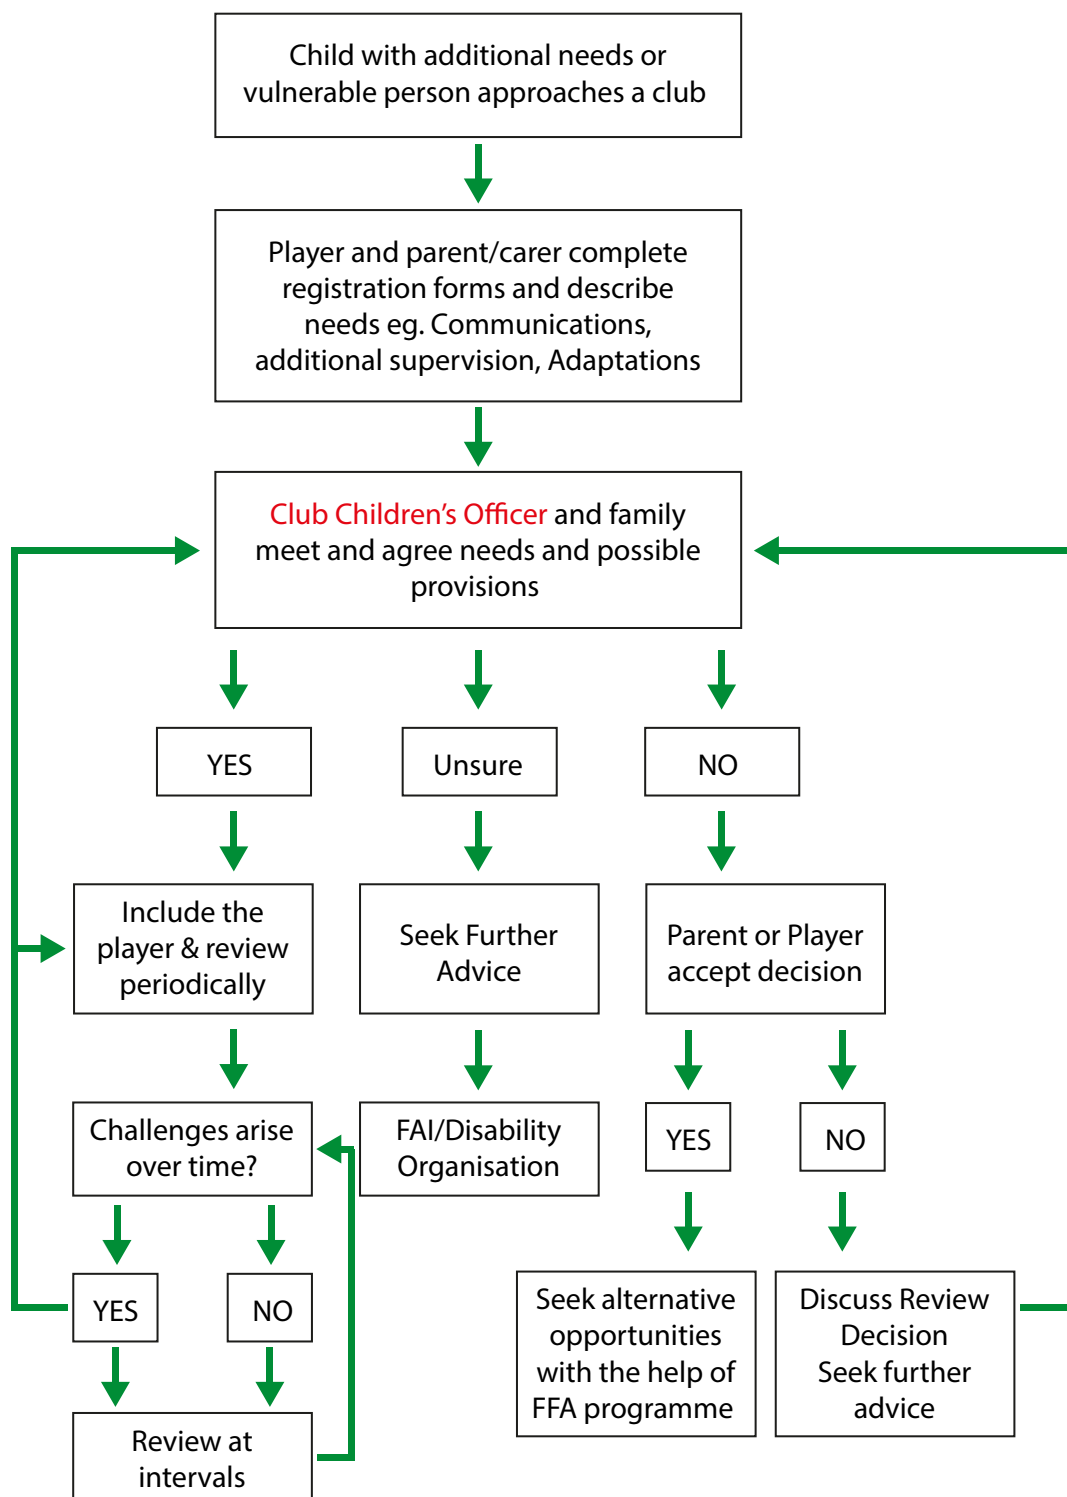 Child with additional needs or
vulnerable person approaches a club
Player and parent/carer complete
registration forms and describe
needs eg. Communications,
additional supervision, Adaptations
Club Children's Officer and family
meet and agree needs and possible
provisions
YES
Unsure
NO
Include the
player & review
periodically
Seek Further
Advice
Parent or Player
accept decision
Challenges arise
over time?
FAI/Disability
Organisation
YES
NO
YES
NO
Seek alternative
opportunities
with the help of
FFA programme
Discuss Review
Decision
Seek further
advice
Review at
intervals